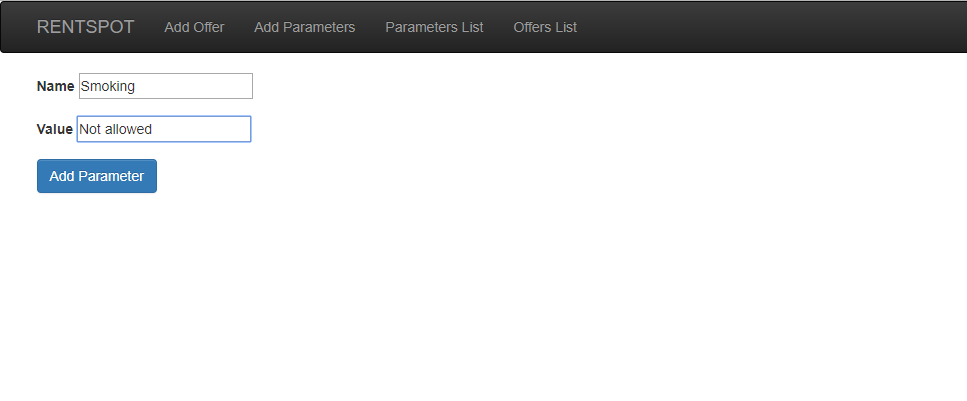 RENTSPOT Add Offer Add Parameters Parameters List Offers List
Name Smoking
Value Not allowed
Add Parameter